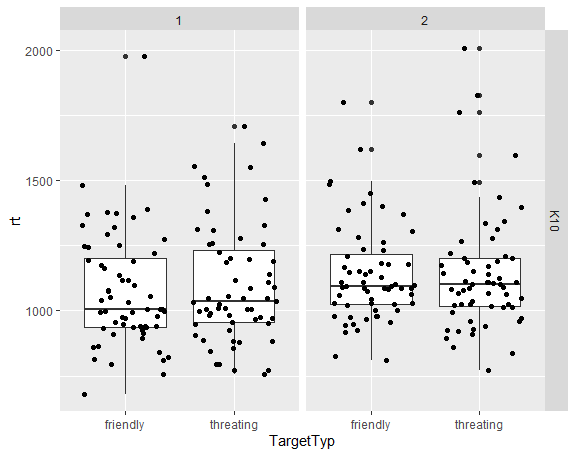 1 2
2000
1500
1000
rt
K10
friendly threating friendly threating
TargetTyp